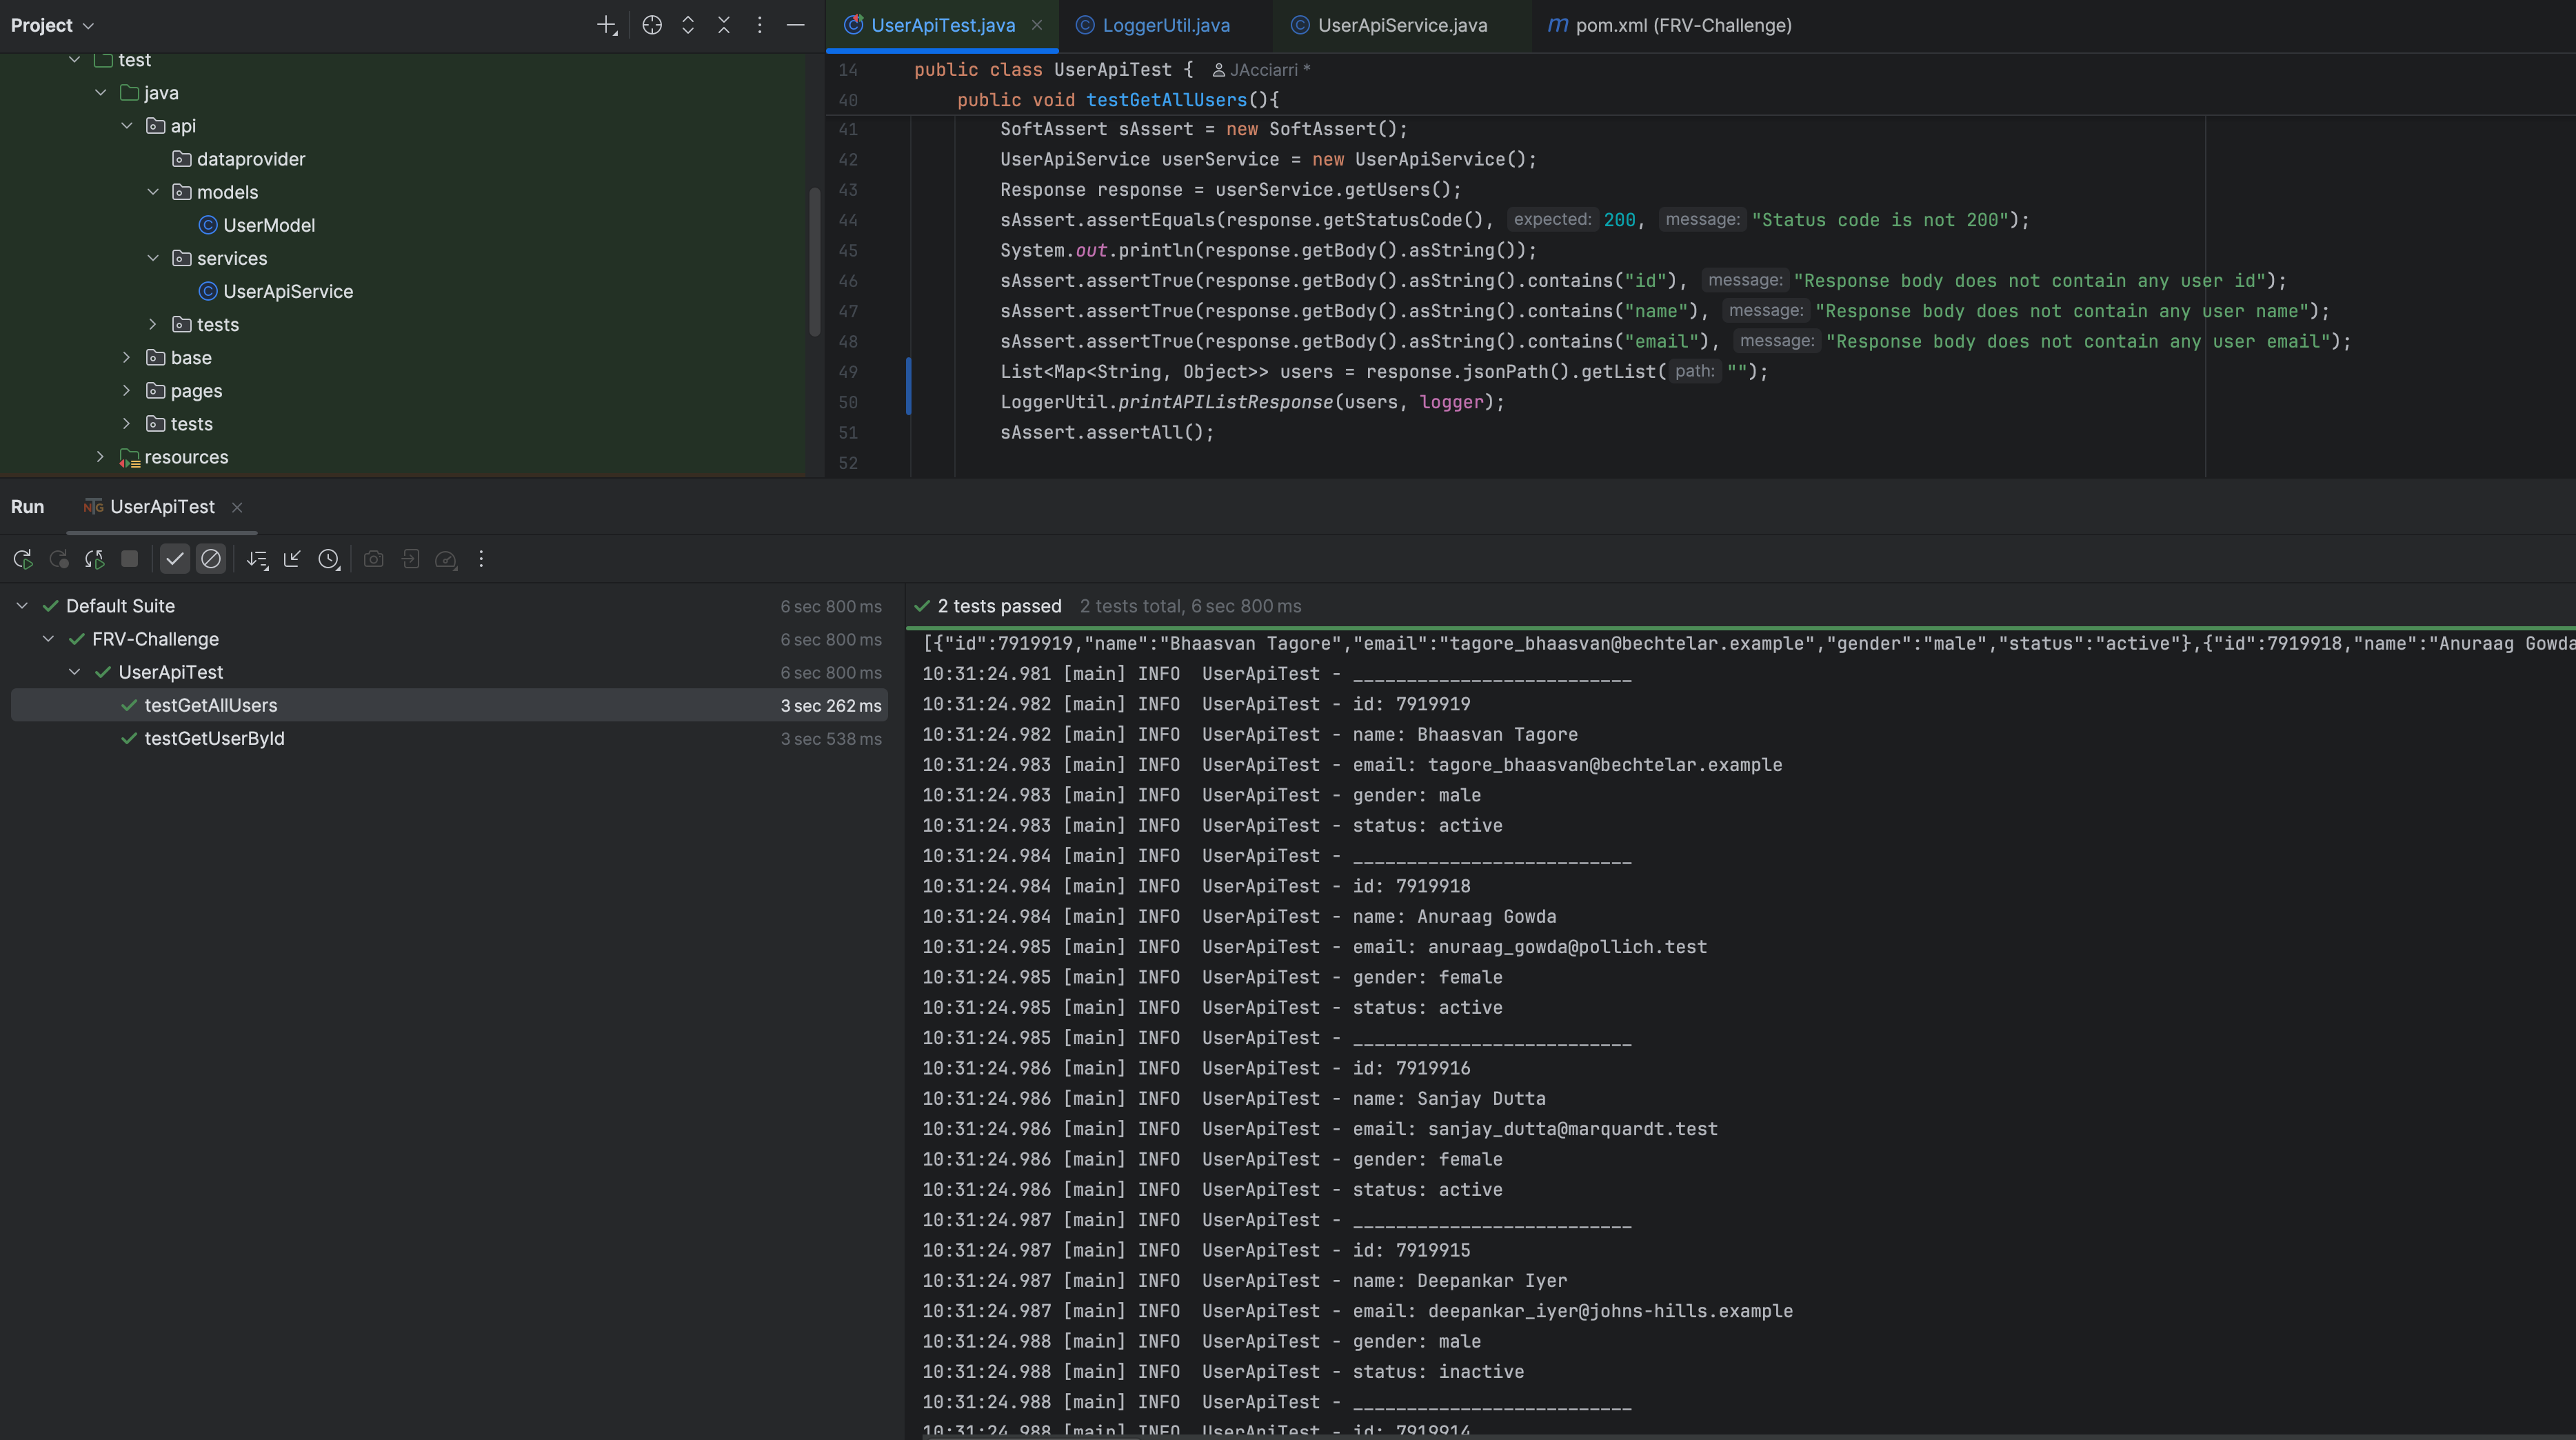 Project
UserApiTest.java
LoggerUtil.java
UserApiService.java
m pom.xml (FRV-Challenge)
test
java
api
dataprovider
models
UserModel
services
UserApiService
tests
base
pages
tests
resources
14 public class UserApiTest { JAcciarri *
40 public void testGetAllUsers(){
41 SoftAssert sAssert = new SoftAssert();
42 UserApiService userService = new UserApiService();
43 Response response = userService.getUsers();
44 sAssert.assertEquals(response.getStatusCode(), expected: 200, message: "Status code is not 200");
45 System.out.println(response.getBody().asString());
46 sAssert.assertTrue(response.getBody().asString().contains("id"), message: "Response body does not contain any user id");
47 sAssert.assertTrue(response.getBody().asString().contains("name"), message: "Response body does not contain any user name");
48 sAssert.assertTrue(response.getBody().asString().contains("email"), message: "Response body does not contain any user email");
49 List<Map<String, Object>> users = response.jsonPath().getList( path: "");
50 LoggerUtil.printAPIListResponse(users, logger);
51 sAssert.assertAll();
52
Run
NTG UserApiTest
Default Suite 6 sec 800 ms
FRV-Challenge 6 sec 800 ms
UserApiTest 6 sec 800 ms
testGetAllUsers 3 sec 262 ms
testGetUserById 3 sec 538 ms
2 tests passed 2 tests total, 6 sec 800 ms
[{"id":7919919,"name":"Bhaasvan Tagore","email":"tagore_bhaasvan@bechtelar.example","gender":"male","status":"active"},{"id":7919918,"name":"Anuraag Gowda
10:31:24.981 [main] INFO UserApiTest - __________________________
10:31:24.982 [main] INFO UserApiTest - id: 7919919
10:31:24.982 [main] INFO UserApiTest - name: Bhaasvan Tagore
10:31:24.983 [main] INFO UserApiTest - email: tagore_bhaasvan@bechtelar.example
10:31:24.983 [main] INFO UserApiTest - gender: male
10:31:24.983 [main] INFO UserApiTest - status: active
10:31:24.984 [main] INFO UserApiTest - __________________________
10:31:24.984 [main] INFO UserApiTest - id: 7919918
10:31:24.984 [main] INFO UserApiTest - name: Anuraag Gowda
10:31:24.985 [main] INFO UserApiTest - email: anuraag_gowda@pollich.test
10:31:24.985 [main] INFO UserApiTest - gender: female
10:31:24.985 [main] INFO UserApiTest - status: active
10:31:24.985 [main] INFO UserApiTest - __________________________
10:31:24.986 [main] INFO UserApiTest - id: 7919916
10:31:24.986 [main] INFO UserApiTest - name: Sanjay Dutta
10:31:24.986 [main] INFO UserApiTest - email: sanjay_dutta@marquardt.test
10:31:24.986 [main] INFO UserApiTest - gender: female
10:31:24.986 [main] INFO UserApiTest - status: active
10:31:24.987 [main] INFO UserApiTest - __________________________
10:31:24.987 [main] INFO UserApiTest - id: 7919915
10:31:24.987 [main] INFO UserApiTest - name: Deepankar Iyer
10:31:24.987 [main] INFO UserApiTest - email: deepankar_iyer@johns-hills.example
10:31:24.988 [main] INFO UserApiTest - gender: male
10:31:24.988 [main] INFO UserApiTest - status: inactive
10:31:24.988 [main] INFO UserApiTest - __________________________
10:31:24.988 [main] INFO UserApiTest - id: 7919914